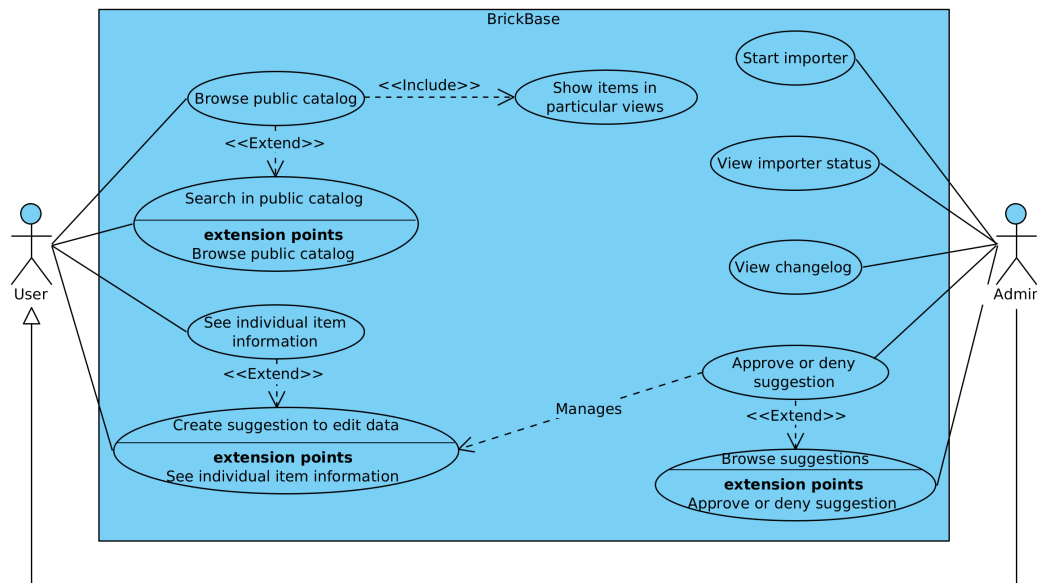 BrickBase
Start importer
Browse public catalog
<<Include>>
Show items in
particular views
<<Extend>>
View importer status
Search in public catalog
extension points
Browse public catalog
View changelog
User
Admin
See individual item
information
<<Extend>>
Approve or deny
suggestion
Manages
<<Extend>>
Create suggestion to edit data
extension points
See individual item information
Browse suggestions
extension points
Approve or deny suggestion